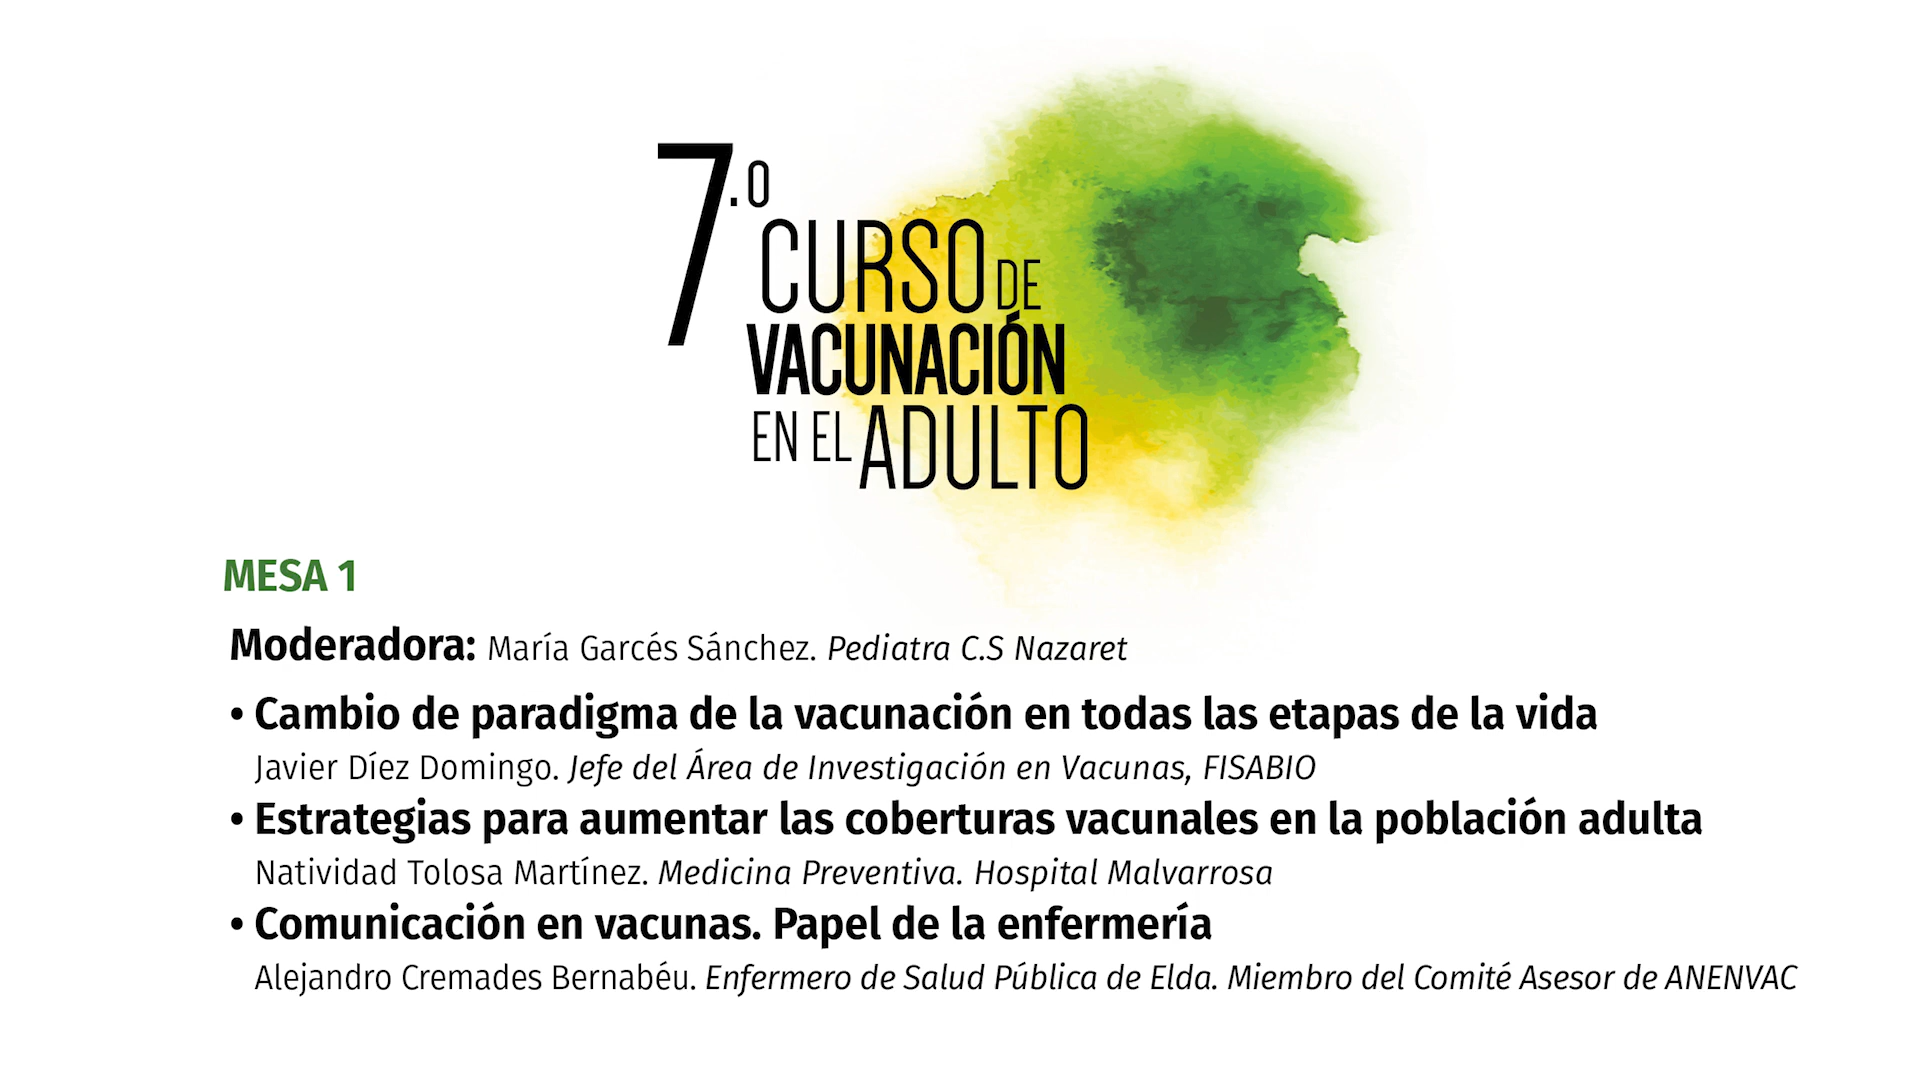 7.º
CURSO DE
VACUNACIÓN
EN EL ADULTO
MESA 1
Moderadora: María Garcés Sánchez. Pediatra C.S Nazaret
• Cambio de paradigma de la vacunación en todas las etapas de la vida
Javier Díez Domingo. Jefe del Área de Investigación en Vacunas, FISABIO
• Estrategias para aumentar las coberturas vacunales en la población adulta
Natividad Tolosa Martínez. Medicina Preventiva. Hospital Malvarrosa
• Comunicación en vacunas. Papel de la enfermería
Alejandro Cremades Bernabéu. Enfermero de Salud Pública de Elda. Miembro del Comité Asesor de ANENVAC